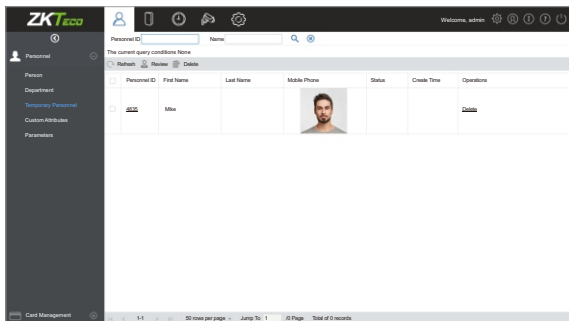 ZKTeco
Welcome, admin
Personnel ID
Name
The current query conditions None
Refresh Review Delete
Personnel
Person
Department
Temporary Personnel
Custom Attributes
Parameters
Personnel ID First Name Last Name Mobile Phone Status Create Time Operations
4835 Mike Delete
Card Management
1-1 50 rows per page Jump To 1 /0 Page Total of 0 records